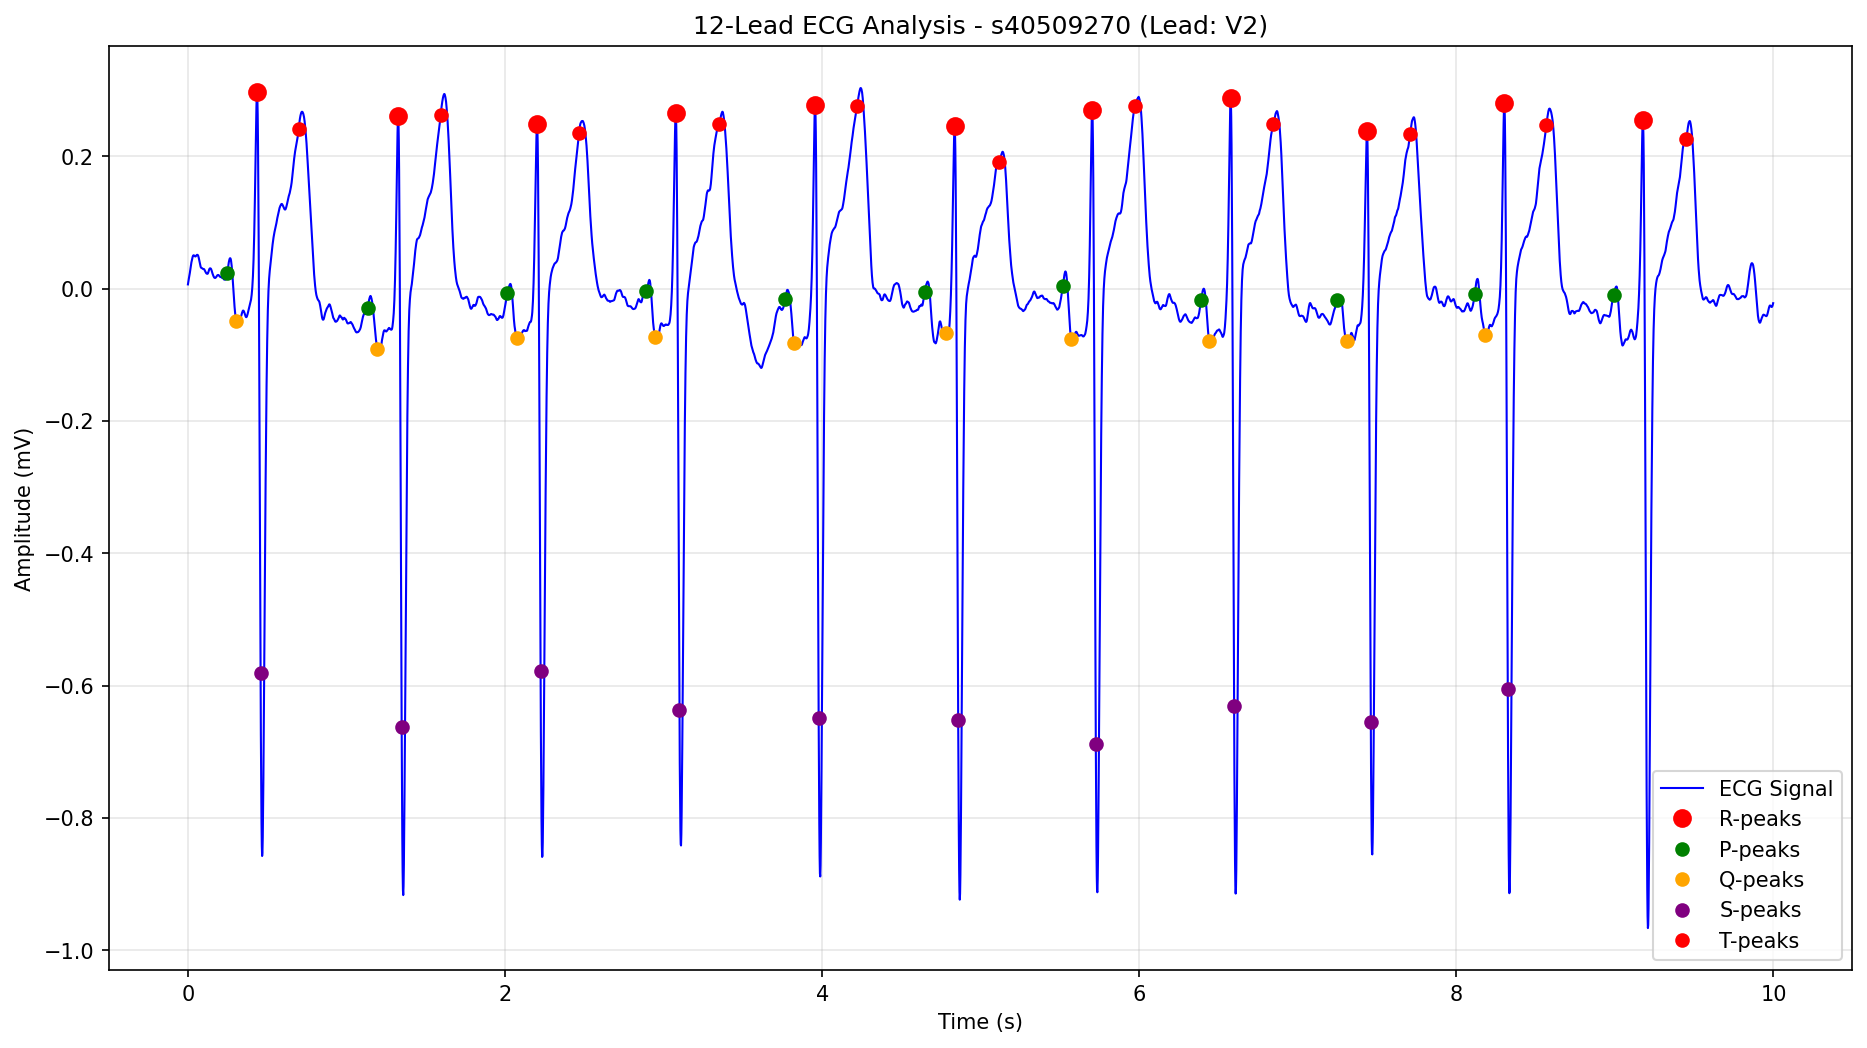 12-Lead ECG Analysis - s40509270 (Lead: V2)
Amplitude (mV)
0.2
0.0
−0.2
−0.4
−0.6
−0.8
−1.0
0 2 4 6 8 10
Time (s)
ECG Signal
R-peaks
P-peaks
Q-peaks
S-peaks
T-peaks